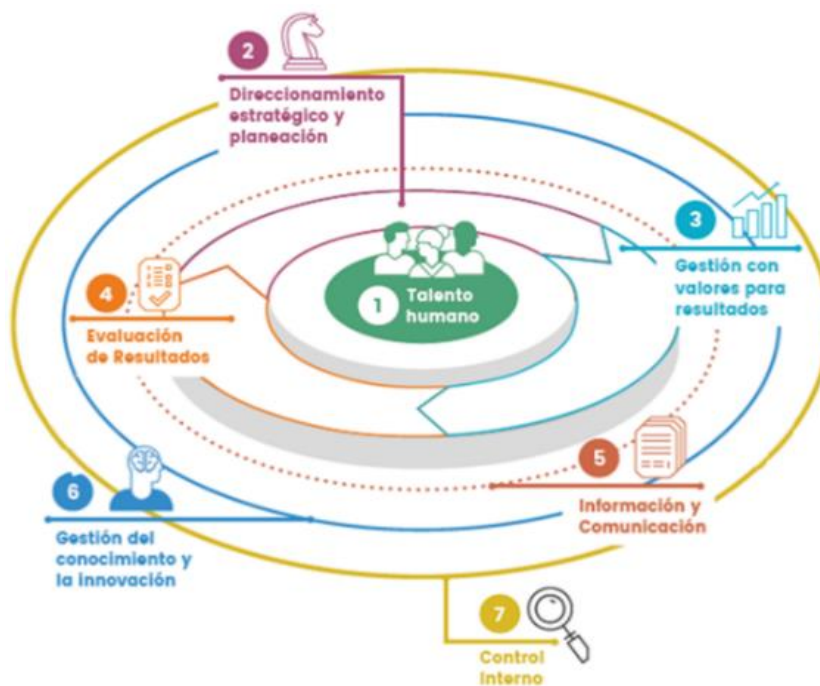 2
Direccionamiento
estratégico y
planeación
3
Gestión con
valores para
resultados
1
Talento
humano
4
Evaluación
de Resultados
5
Información y
Comunicación
6
Gestión del
conocimiento y
la innovación
7
Control
Interno